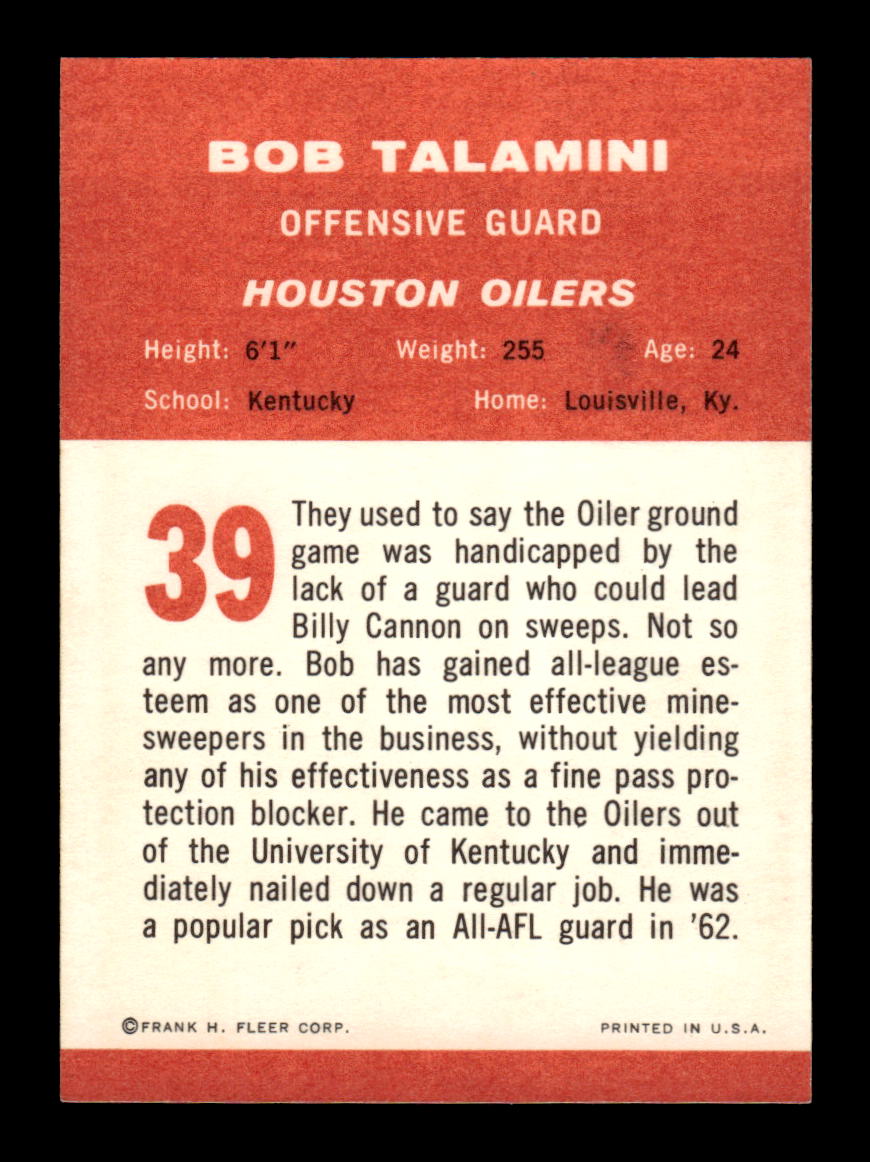 BOB TALAMINI
OFFENSIVE GUARD
HOUSTON OILERS
Height: 6'1" Weight: 255 Age: 24
School: Kentucky Home: Louisville, Ky.
39
They used to say the Oiler ground
game was handicapped by the
lack of a guard who could lead
Billy Cannon on sweeps. Not so
any more. Bob has gained all-league es-
teem as one of the most effective mine-
sweepers in the business, without yielding
any of his effectiveness as a fine pass pro-
tection blocker. He came to the Oilers out
of the University of Kentucky and imme-
diately nailed down a regular job. He was
a popular pick as an All-AFL guard in '62.
©FRANK H. FLEER CORP. PRINTED IN U.S.A.